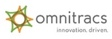 omnitracs
innovation. driven.